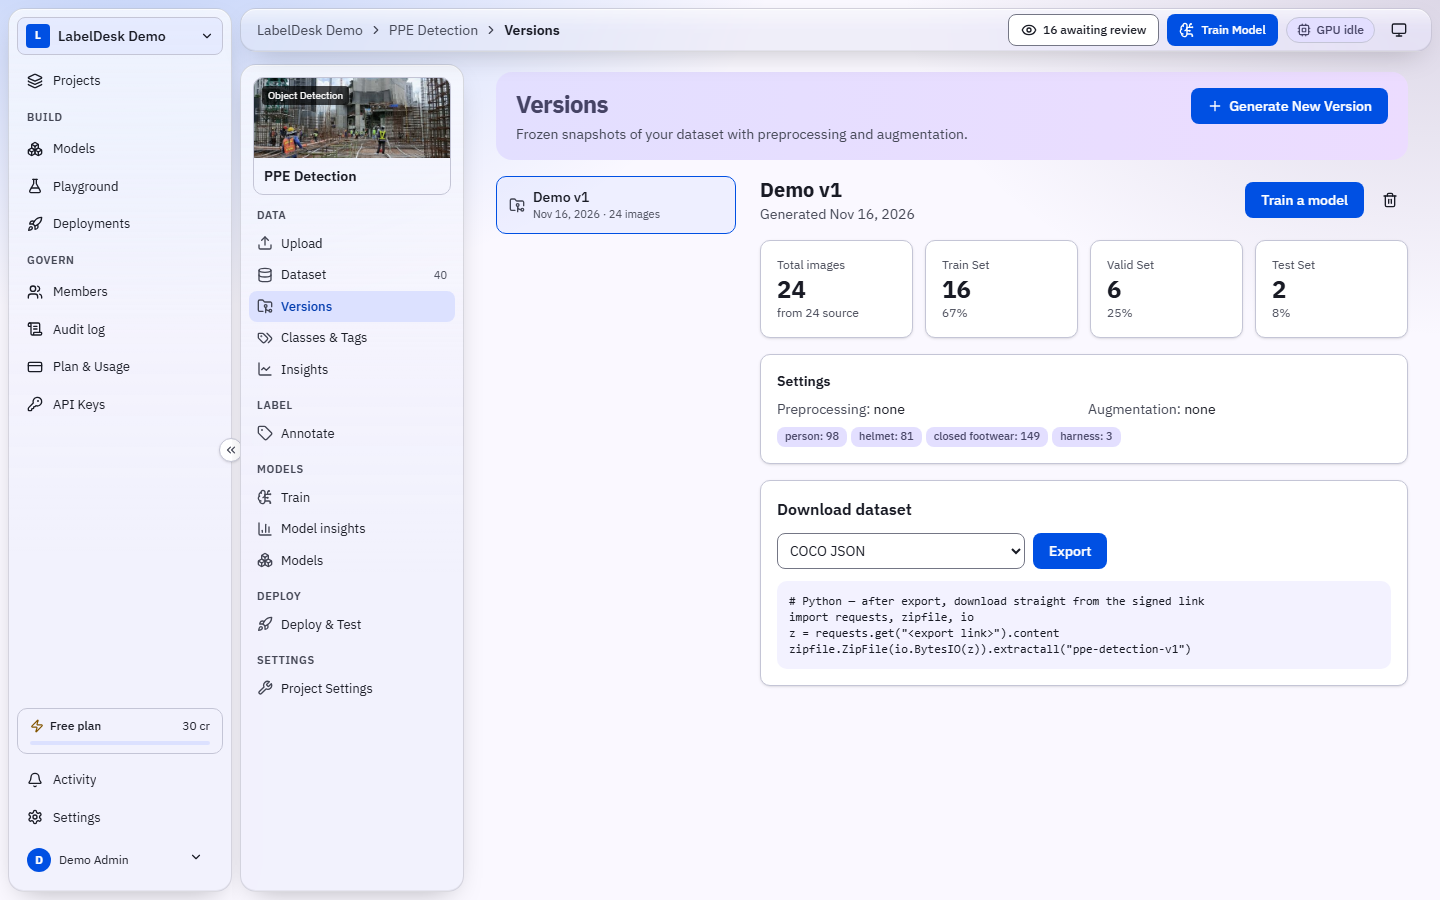 L LabelDesk Demo
Projects
BUILD
Models
Playground
Deployments
GOVERN
Members
Audit log
Plan & Usage
API Keys
Free plan 30 cr
Activity
Settings
D Demo Admin
LabelDesk Demo > PPE Detection > Versions
16 awaiting review
Train Model
GPU idle
Object Detection
PPE Detection
DATA
Upload
Dataset 40
Versions
Classes & Tags
Insights
LABEL
Annotate
MODELS
Train
Model insights
Models
DEPLOY
Deploy & Test
SETTINGS
Project Settings
Versions
Frozen snapshots of your dataset with preprocessing and augmentation.
Generate New Version
Demo v1
Nov 16, 2026 · 24 images
Demo v1
Generated Nov 16, 2026
Train a model
Total images
24
from 24 source
Train Set
16
67%
Valid Set
6
25%
Test Set
2
8%
Settings
Preprocessing: none Augmentation: none
person: 98 helmet: 81 closed footwear: 149 harness: 3
Download dataset
COCO JSON Export
# Python — after export, download straight from the signed link
import requests, zipfile, io
z = requests.get("<export link>").content
zipfile.ZipFile(io.BytesIO(z)).extractall("ppe-detection-v1")